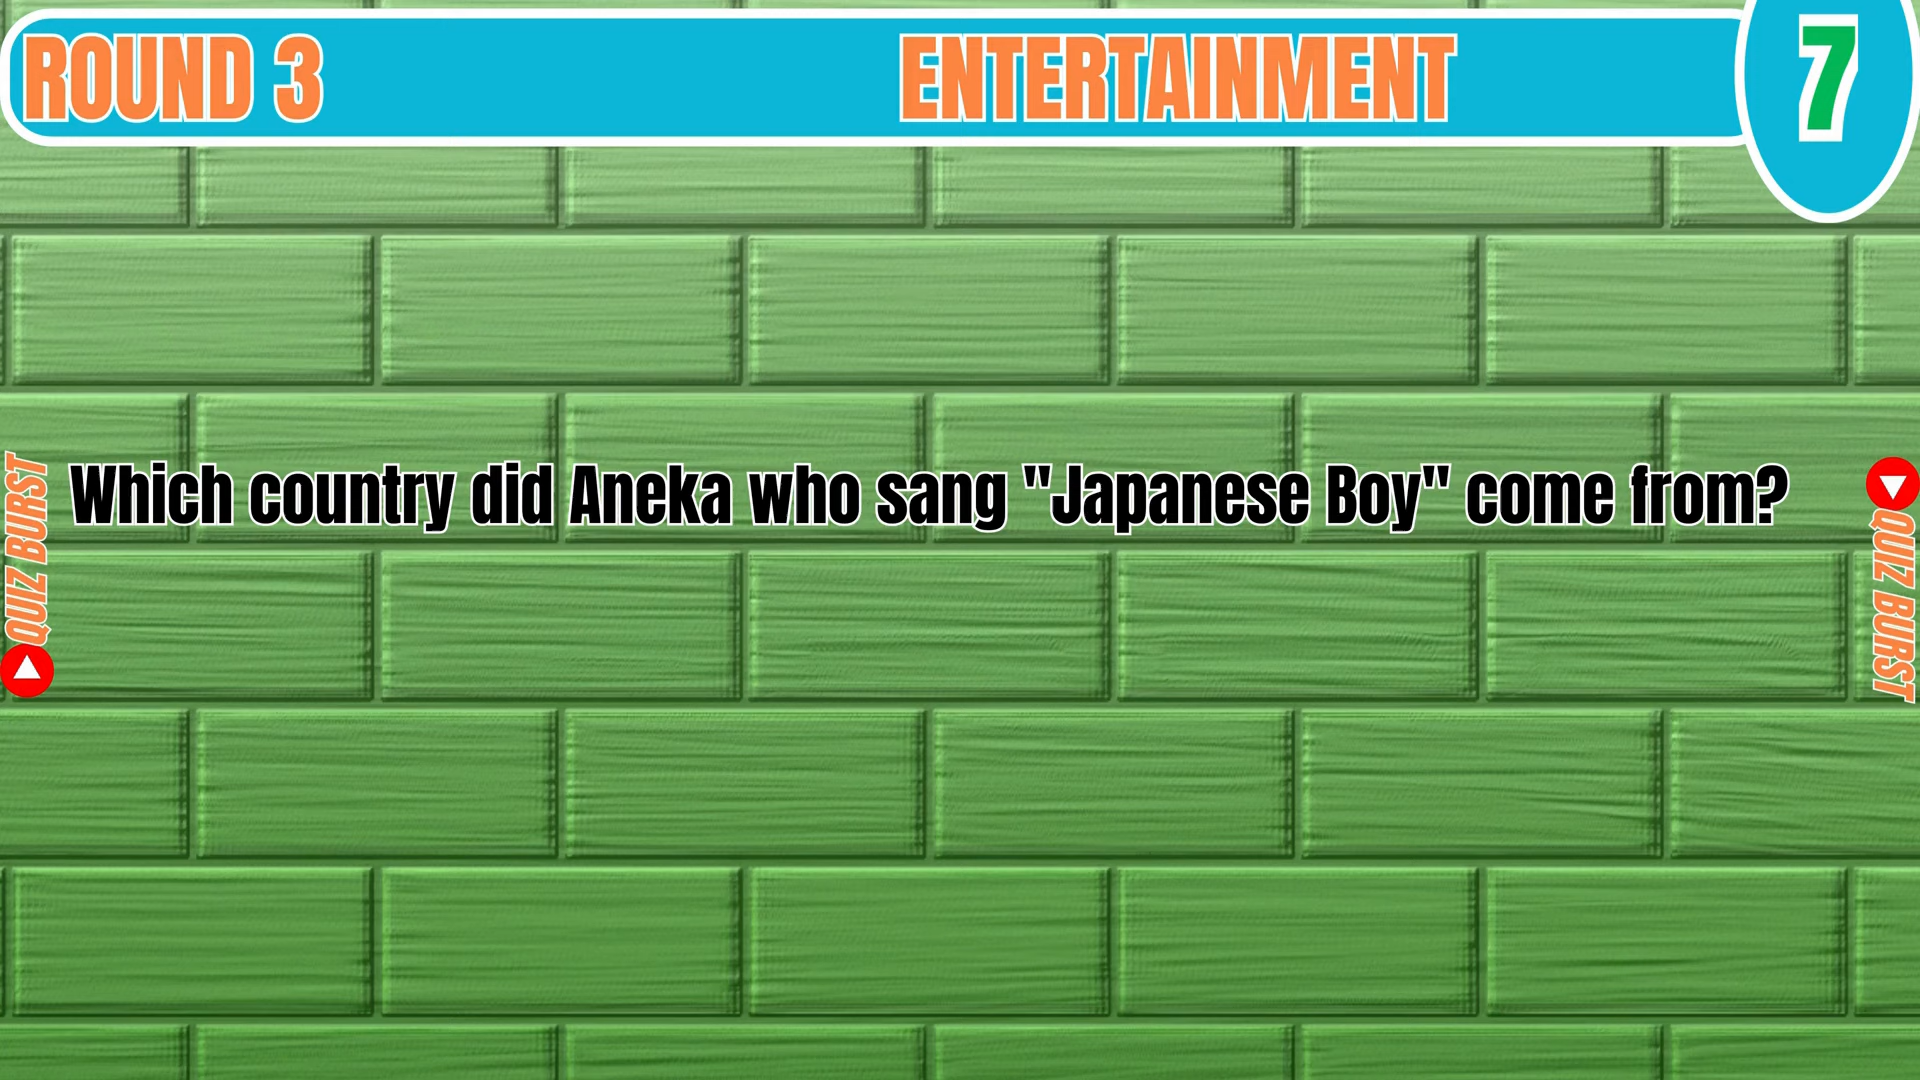 ROUND 3
ENTERTAINMENT
7
Which country did Aneka who sang "Japanese Boy" come from?
QUIZ BURST
QUIZ BURST